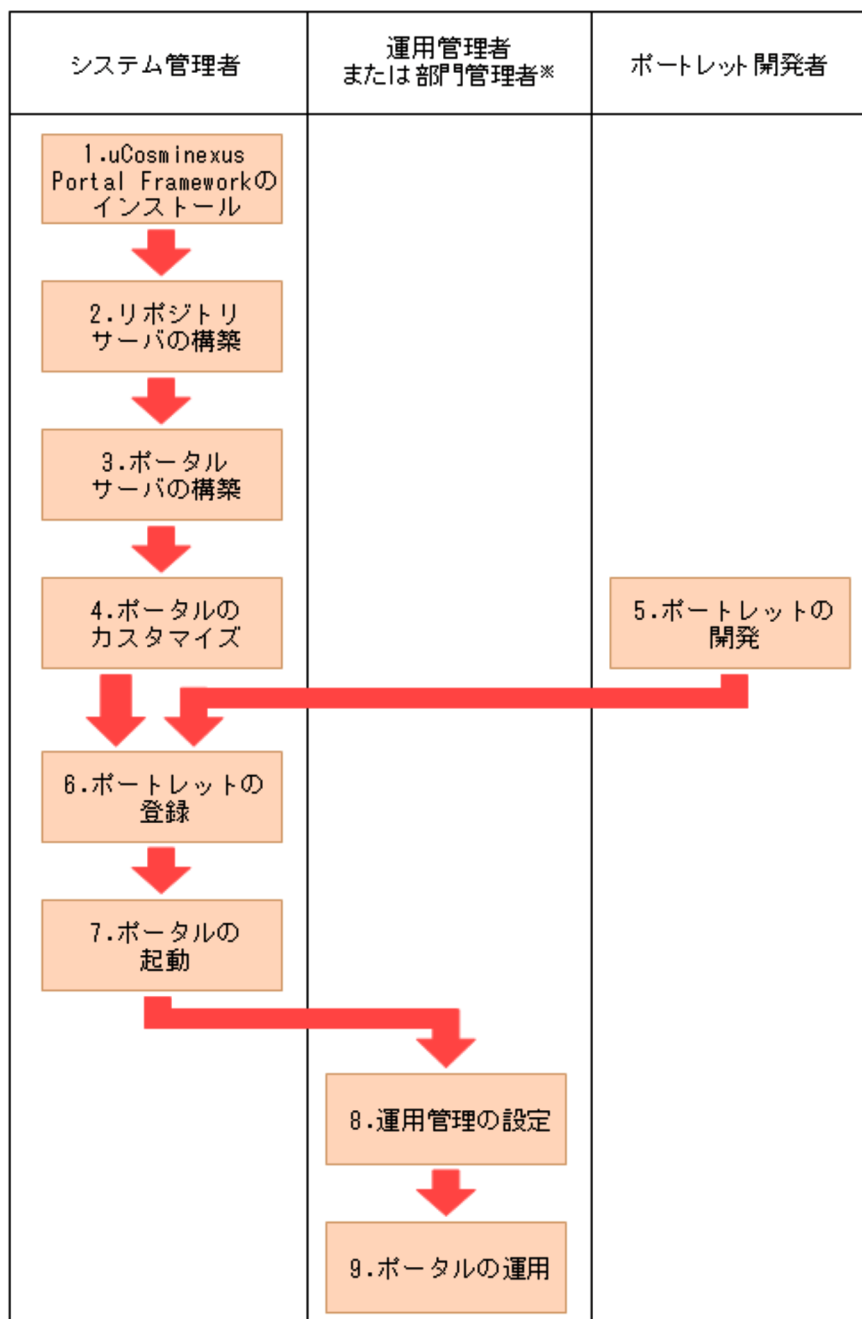 システム管理者
運用管理者
または部門管理者※
ポートレット開発者
1.uCosminexus
Portal Frameworkの
インストール
2.リポジトリ
サーバの構築
3.ポータル
サーバの構築
4.ポータルの
カスタマイズ
5.ポートレットの
開発
6.ポートレットの
登録
7.ポータルの
起動
8.運用管理の設定
9.ポータルの運用